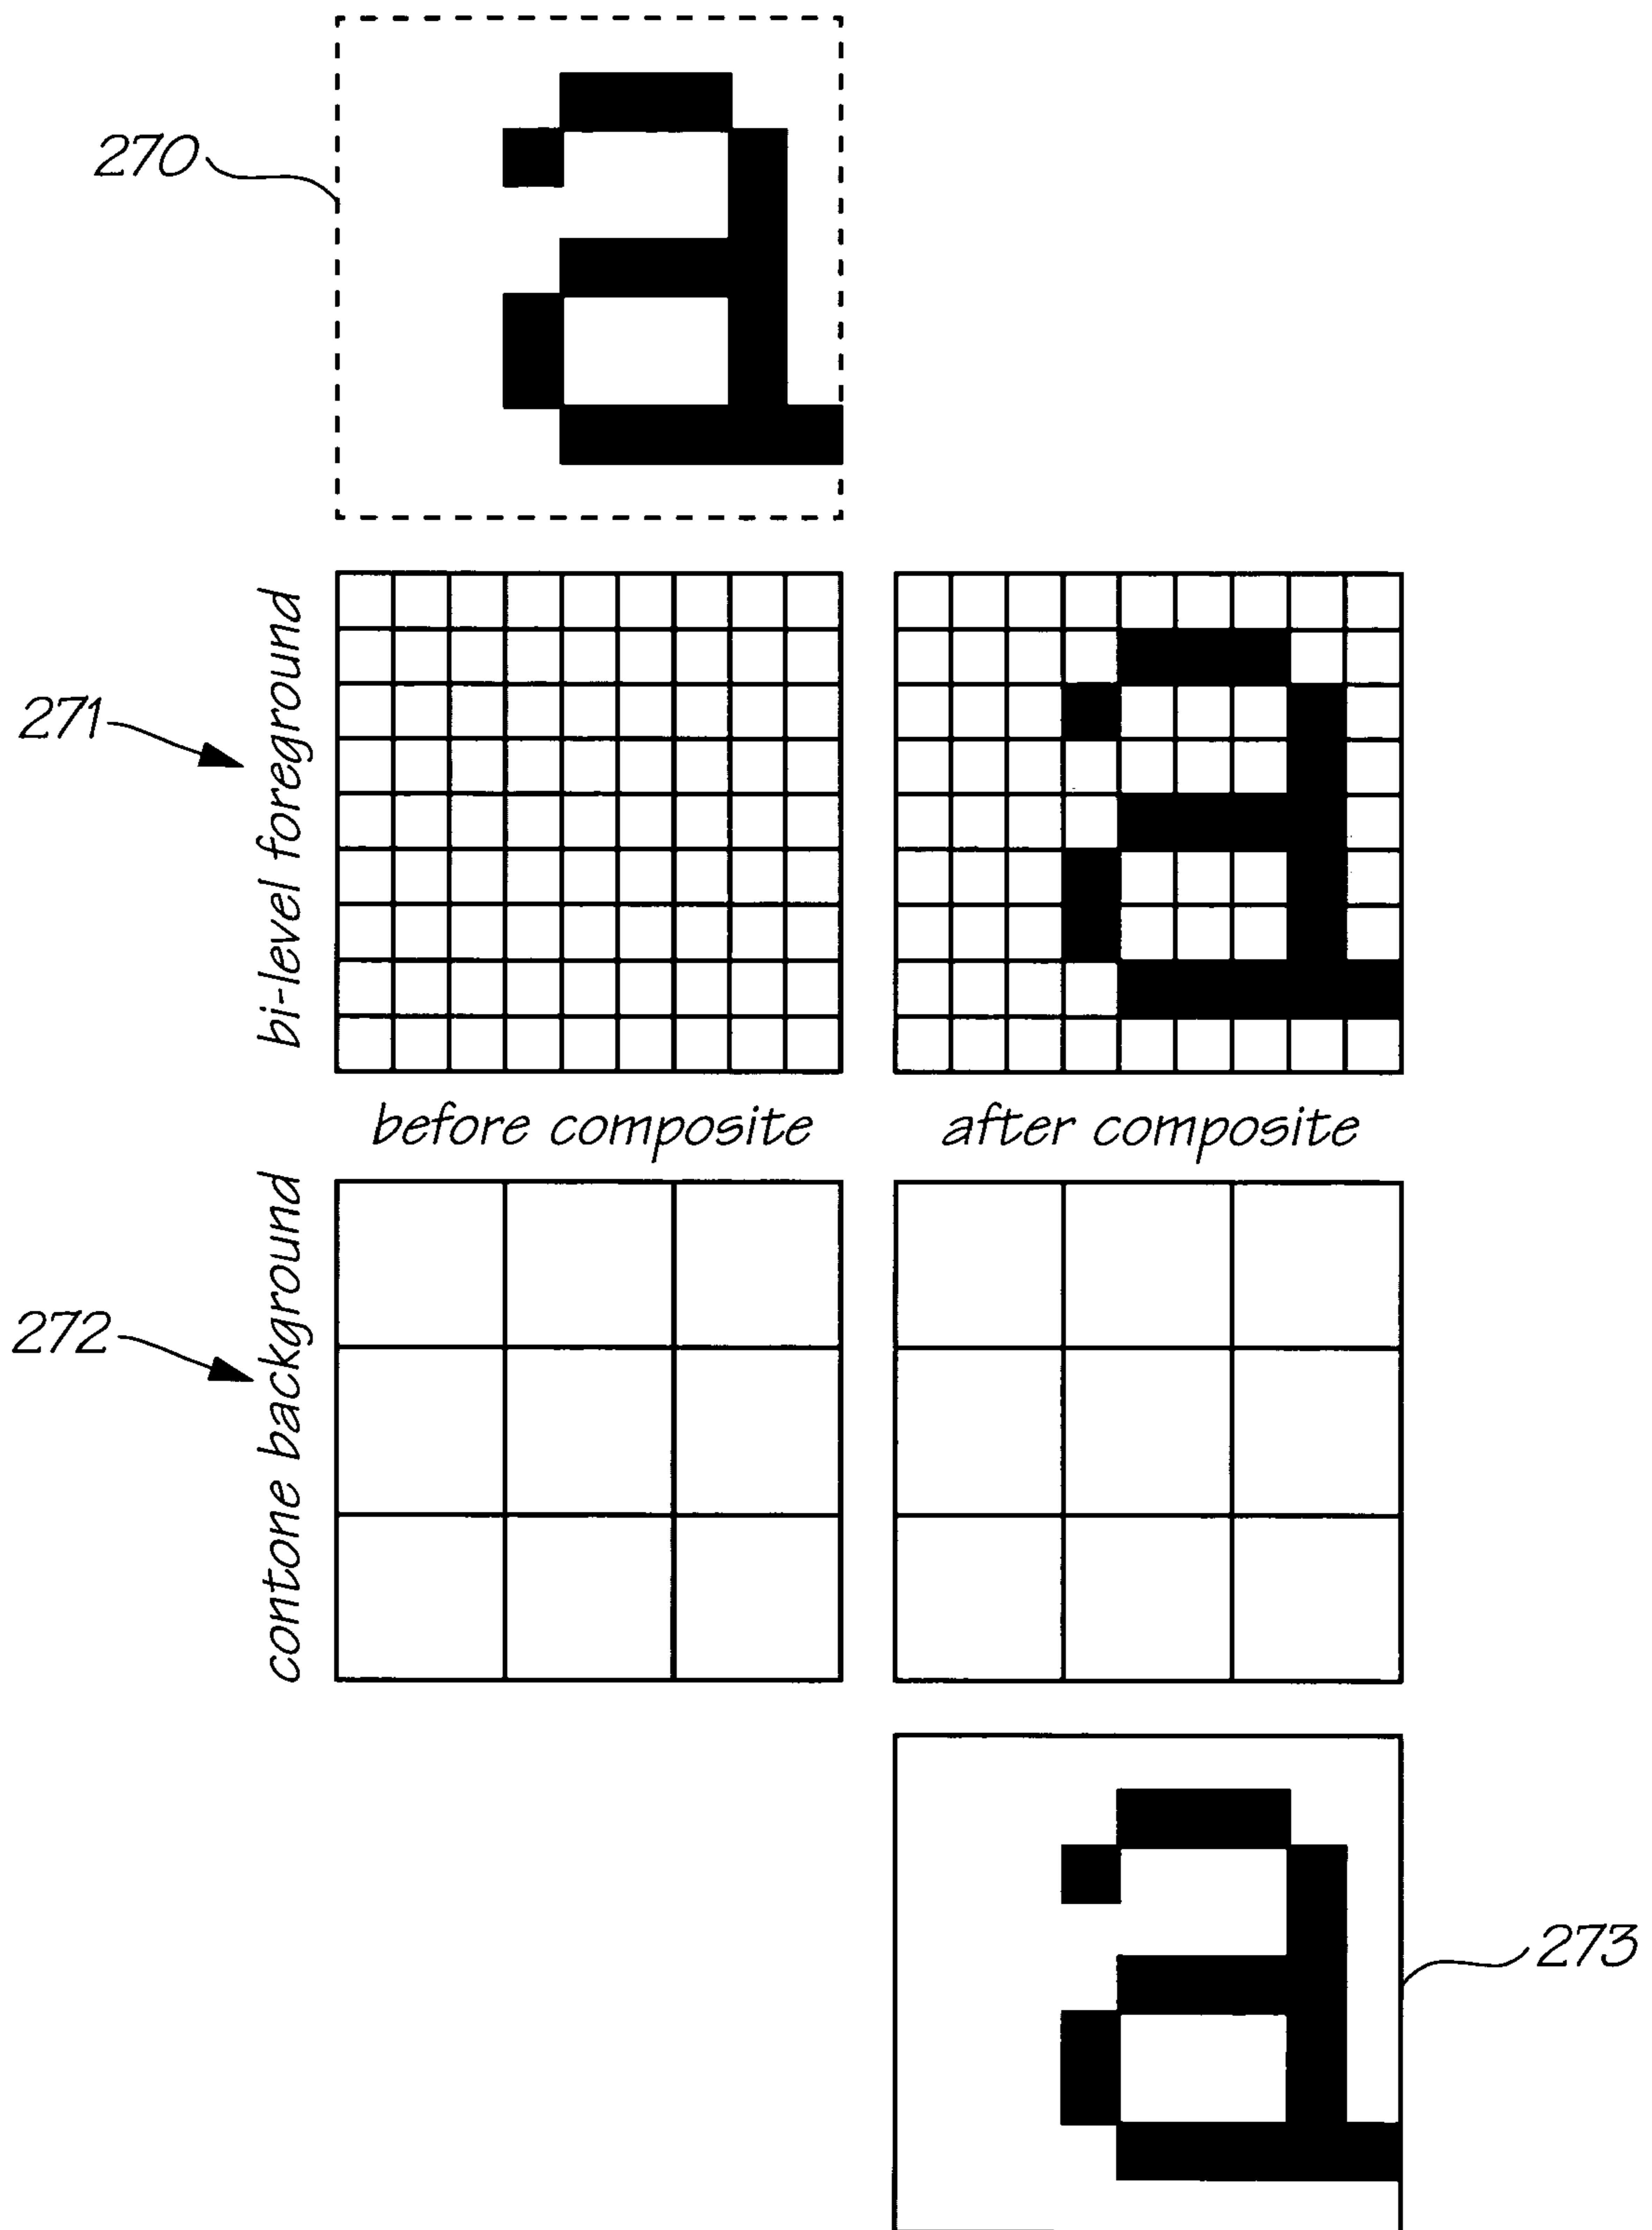 270
a
271
bi-level foreground
a
before composite
after composite
272
contone background
a
273